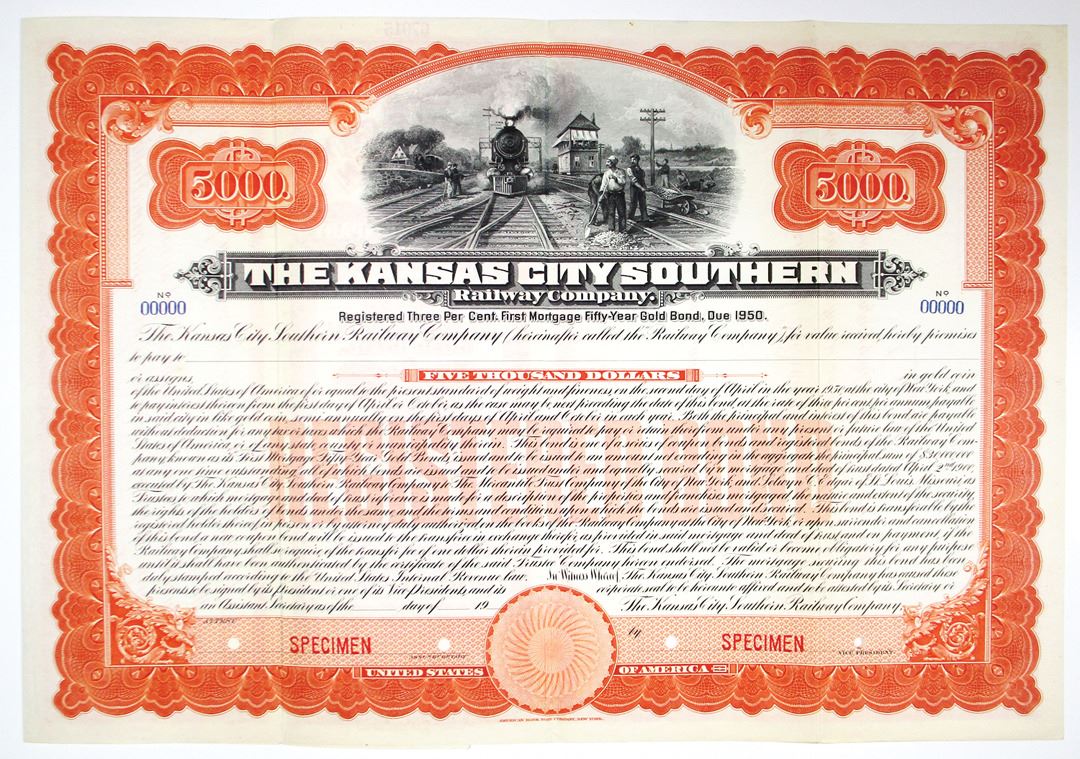 5000. 5000.
THE KANSAS CITY SOUTHERN
Railway Company.
Nº 00000 Nº 00000
Registered Three Per Cent. First Mortgage Fifty-Year Gold Bond, Due 1950.
The Kansas City Southern Railway Company (hereinafter called the Railway Company), for value received, hereby promises
to pay to
or assigns, FIVE THOUSAND DOLLARS in gold coin
of the United States of America of or equal to the present standard of weight and fineness, on the first day of April in the year 1950 at the city of New York, and
to pay interest thereon from the first day of April or October as the case may be next preceding the date of this bond at the rate of three per cent per annum payable
in said city in like gold coin semi-annually on the first days of April and October in each year. Both the principal and interest of this bond are payable
without deduction for any tax or taxes which the Railway Company may be required to pay or retain therefrom under any present or future law of the United
States of America or of any state county or municipality therein. This bond is one of a series of coupon bonds and registered bonds of the Railway Com-
pany known as its First Mortgage Fifty-Year Gold Bonds issued and to be issued to an amount not exceeding in the aggregate the principal sum of $30,000,000
at any one time outstanding all of which bonds have been issued and are to be issued under and equally secured by a mortgage and deed of trust dated April 2nd 1900,
executed by The Kansas City Southern Railway Company to The Mercantile Trust Company of the City of New York and Selwyn C. Edgar of St. Louis, Missouri as
Trustees to which mortgage and deed of trust reference is made for a description of the properties and franchises mortgaged the nature and extent of the security,
the rights of the holders of bonds under the same and the terms and conditions upon which the bonds are issued and secured. This bond is transferable by the
registered holder thereof in person or by attorney duly authorized on the books of the Railway Company at the City of New York or upon surrender and cancellation
of this bond a new coupon bond will be issued to the transferee in exchange therefor as provided in said mortgage and deed of trust and on payment, if the
Railway Company shall so require, of the transfer fee of one dollar therein provided for. This bond shall not be valid or become obligatory for any purpose
until it shall have been authenticated by the certificate of the said Trust Company hereon endorsed. The mortgage securing this bond has been
duly stamped according to the United States Internal Revenue law. In Witness Whereof, The Kansas City Southern Railway Company has caused these
presents to be signed by its President or one of its Vice Presidents and its corporate seal to be hereunto affixed and to be attested by its Secretary or
an Assistant Secretary as of the day of 19
The Kansas City Southern Railway Company,
REGISTERED BOND
ATTEST by
SPECIMEN SPECIMEN
ASS'T SECRETARY VICE PRESIDENT
UNITED STATES OF AMERICA
AMERICAN BANK NOTE COMPANY, NEW YORK.